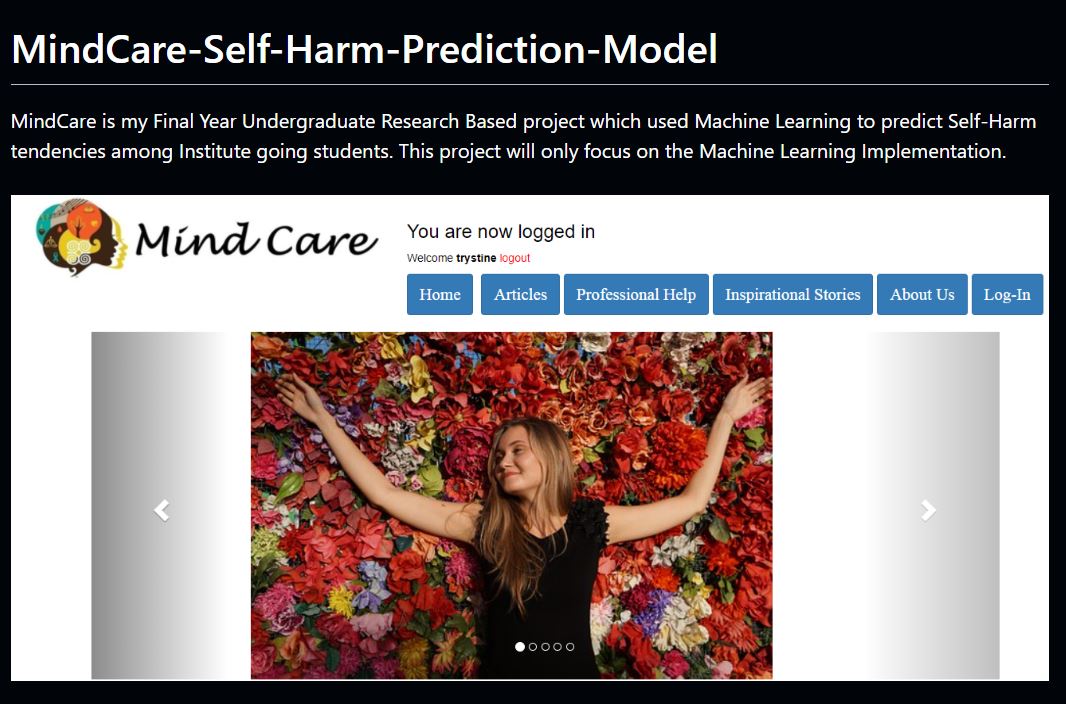 MindCare-Self-Harm-Prediction-Model
MindCare is my Final Year Undergraduate Research Based project which used Machine Learning to predict Self-Harm
tendencies among Institute going students. This project will only focus on the Machine Learning Implementation.
Mind Care
You are now logged in
Welcome trystine logout
Home Articles Professional Help Inspirational Stories About Us Log-In